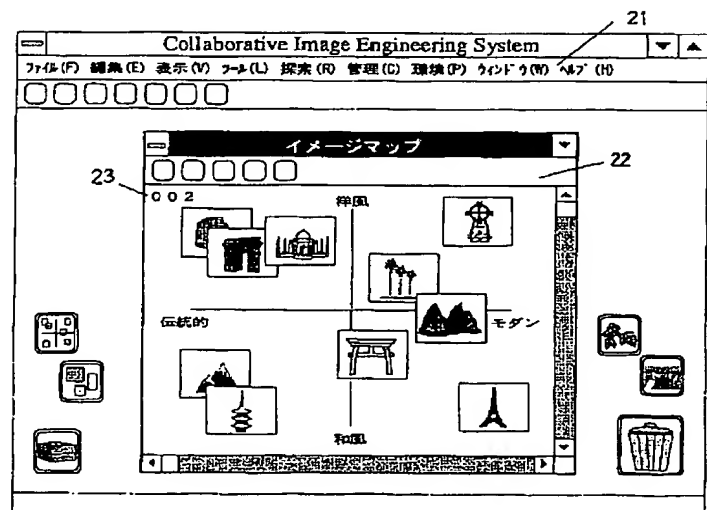 21
Collaborative Image Engineering System
ファイル(F) 編集(E) 表示(V) ツール(L) 探索(R) 管理(C) 環境(P) ウィンドウ(W) ヘルプ(H)
イメージマップ
22
23
002
洋風
伝統的
モダン
和風